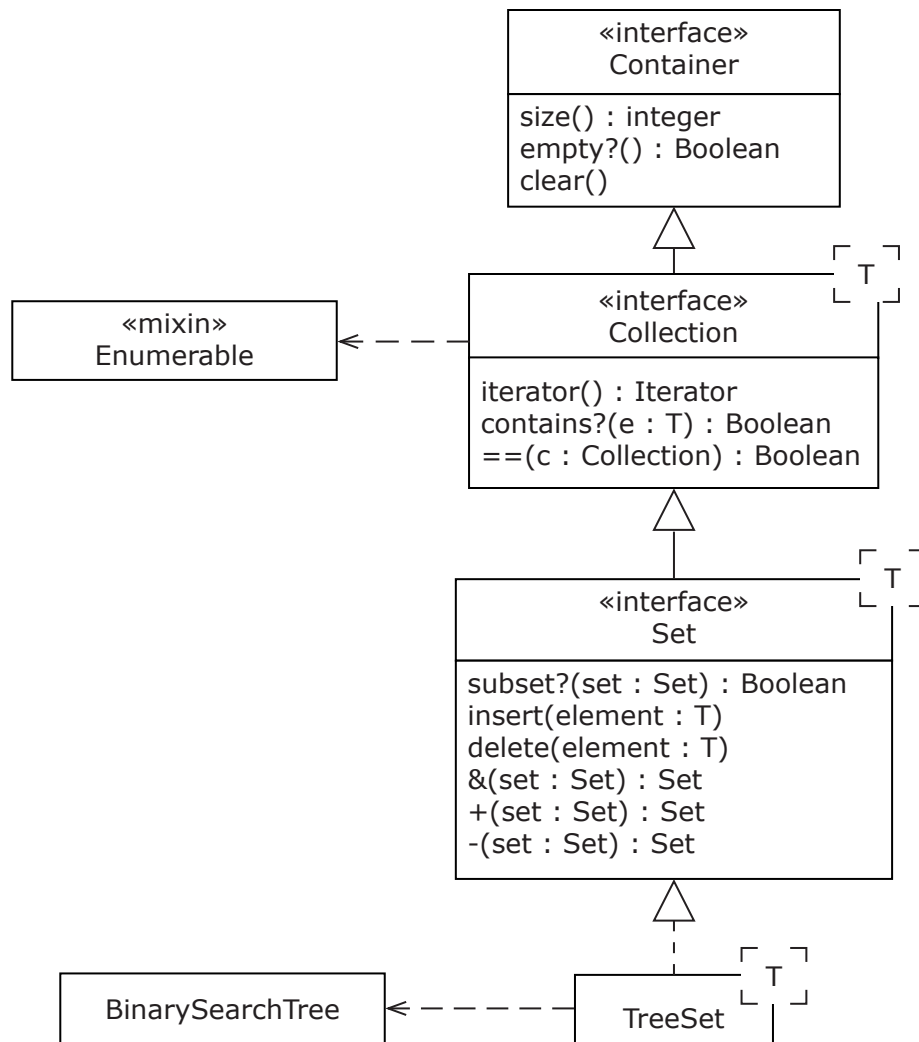 «interface»
Container
size() : integer
empty?() : Boolean
clear()
T
«interface»
Collection
«mixin»
Enumerable
iterator() : Iterator
contains?(e : T) : Boolean
==(c : Collection) : Boolean
T
«interface»
Set
subset?(set : Set) : Boolean
insert(element : T)
delete(element : T)
&(set : Set) : Set
+(set : Set) : Set
-(set : Set) : Set
T
BinarySearchTree
TreeSet